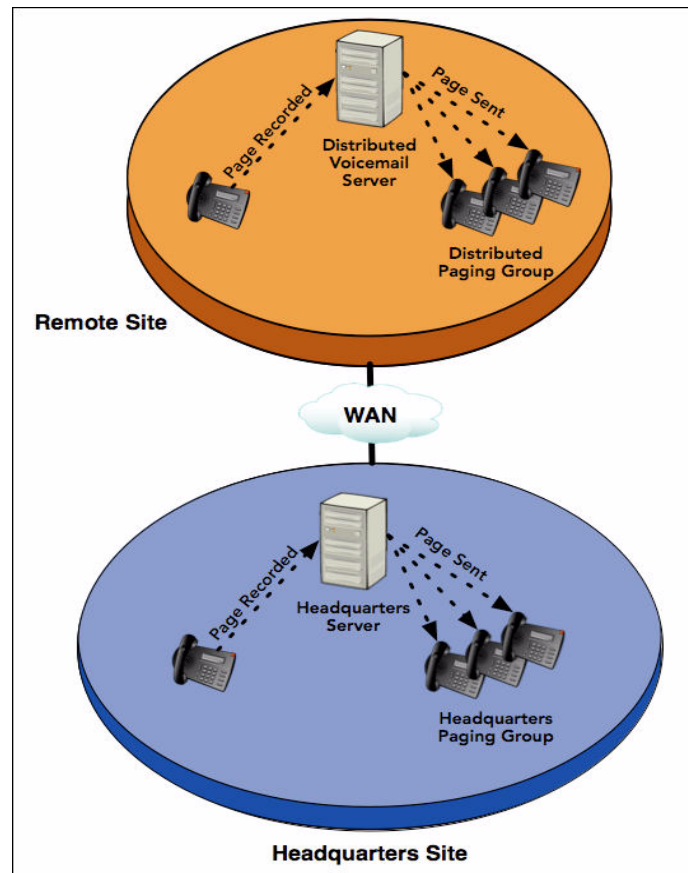 Page Recorded
Page Sent
Distributed
Voicemail
Server
Distributed
Paging Group
Remote Site
WAN
Page Recorded
Page Sent
Headquarters
Server
Headquarters
Paging Group
Headquarters Site